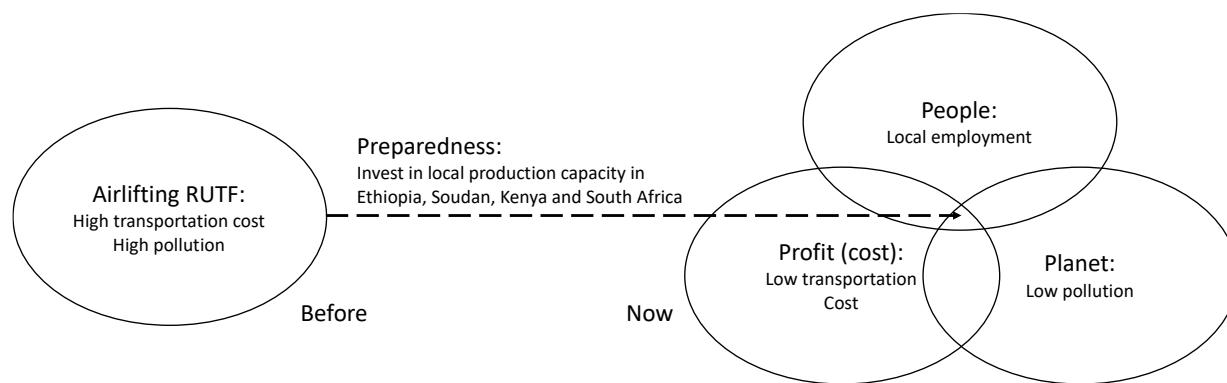 Airlifting RUTF:
High transportation cost
High pollution
Before
Preparedness:
Invest in local production capacity in
Ethiopia, Soudan, Kenya and South Africa
Now
People:
Local employment
Profit (cost):
Low transportation
Cost
Planet:
Low pollution